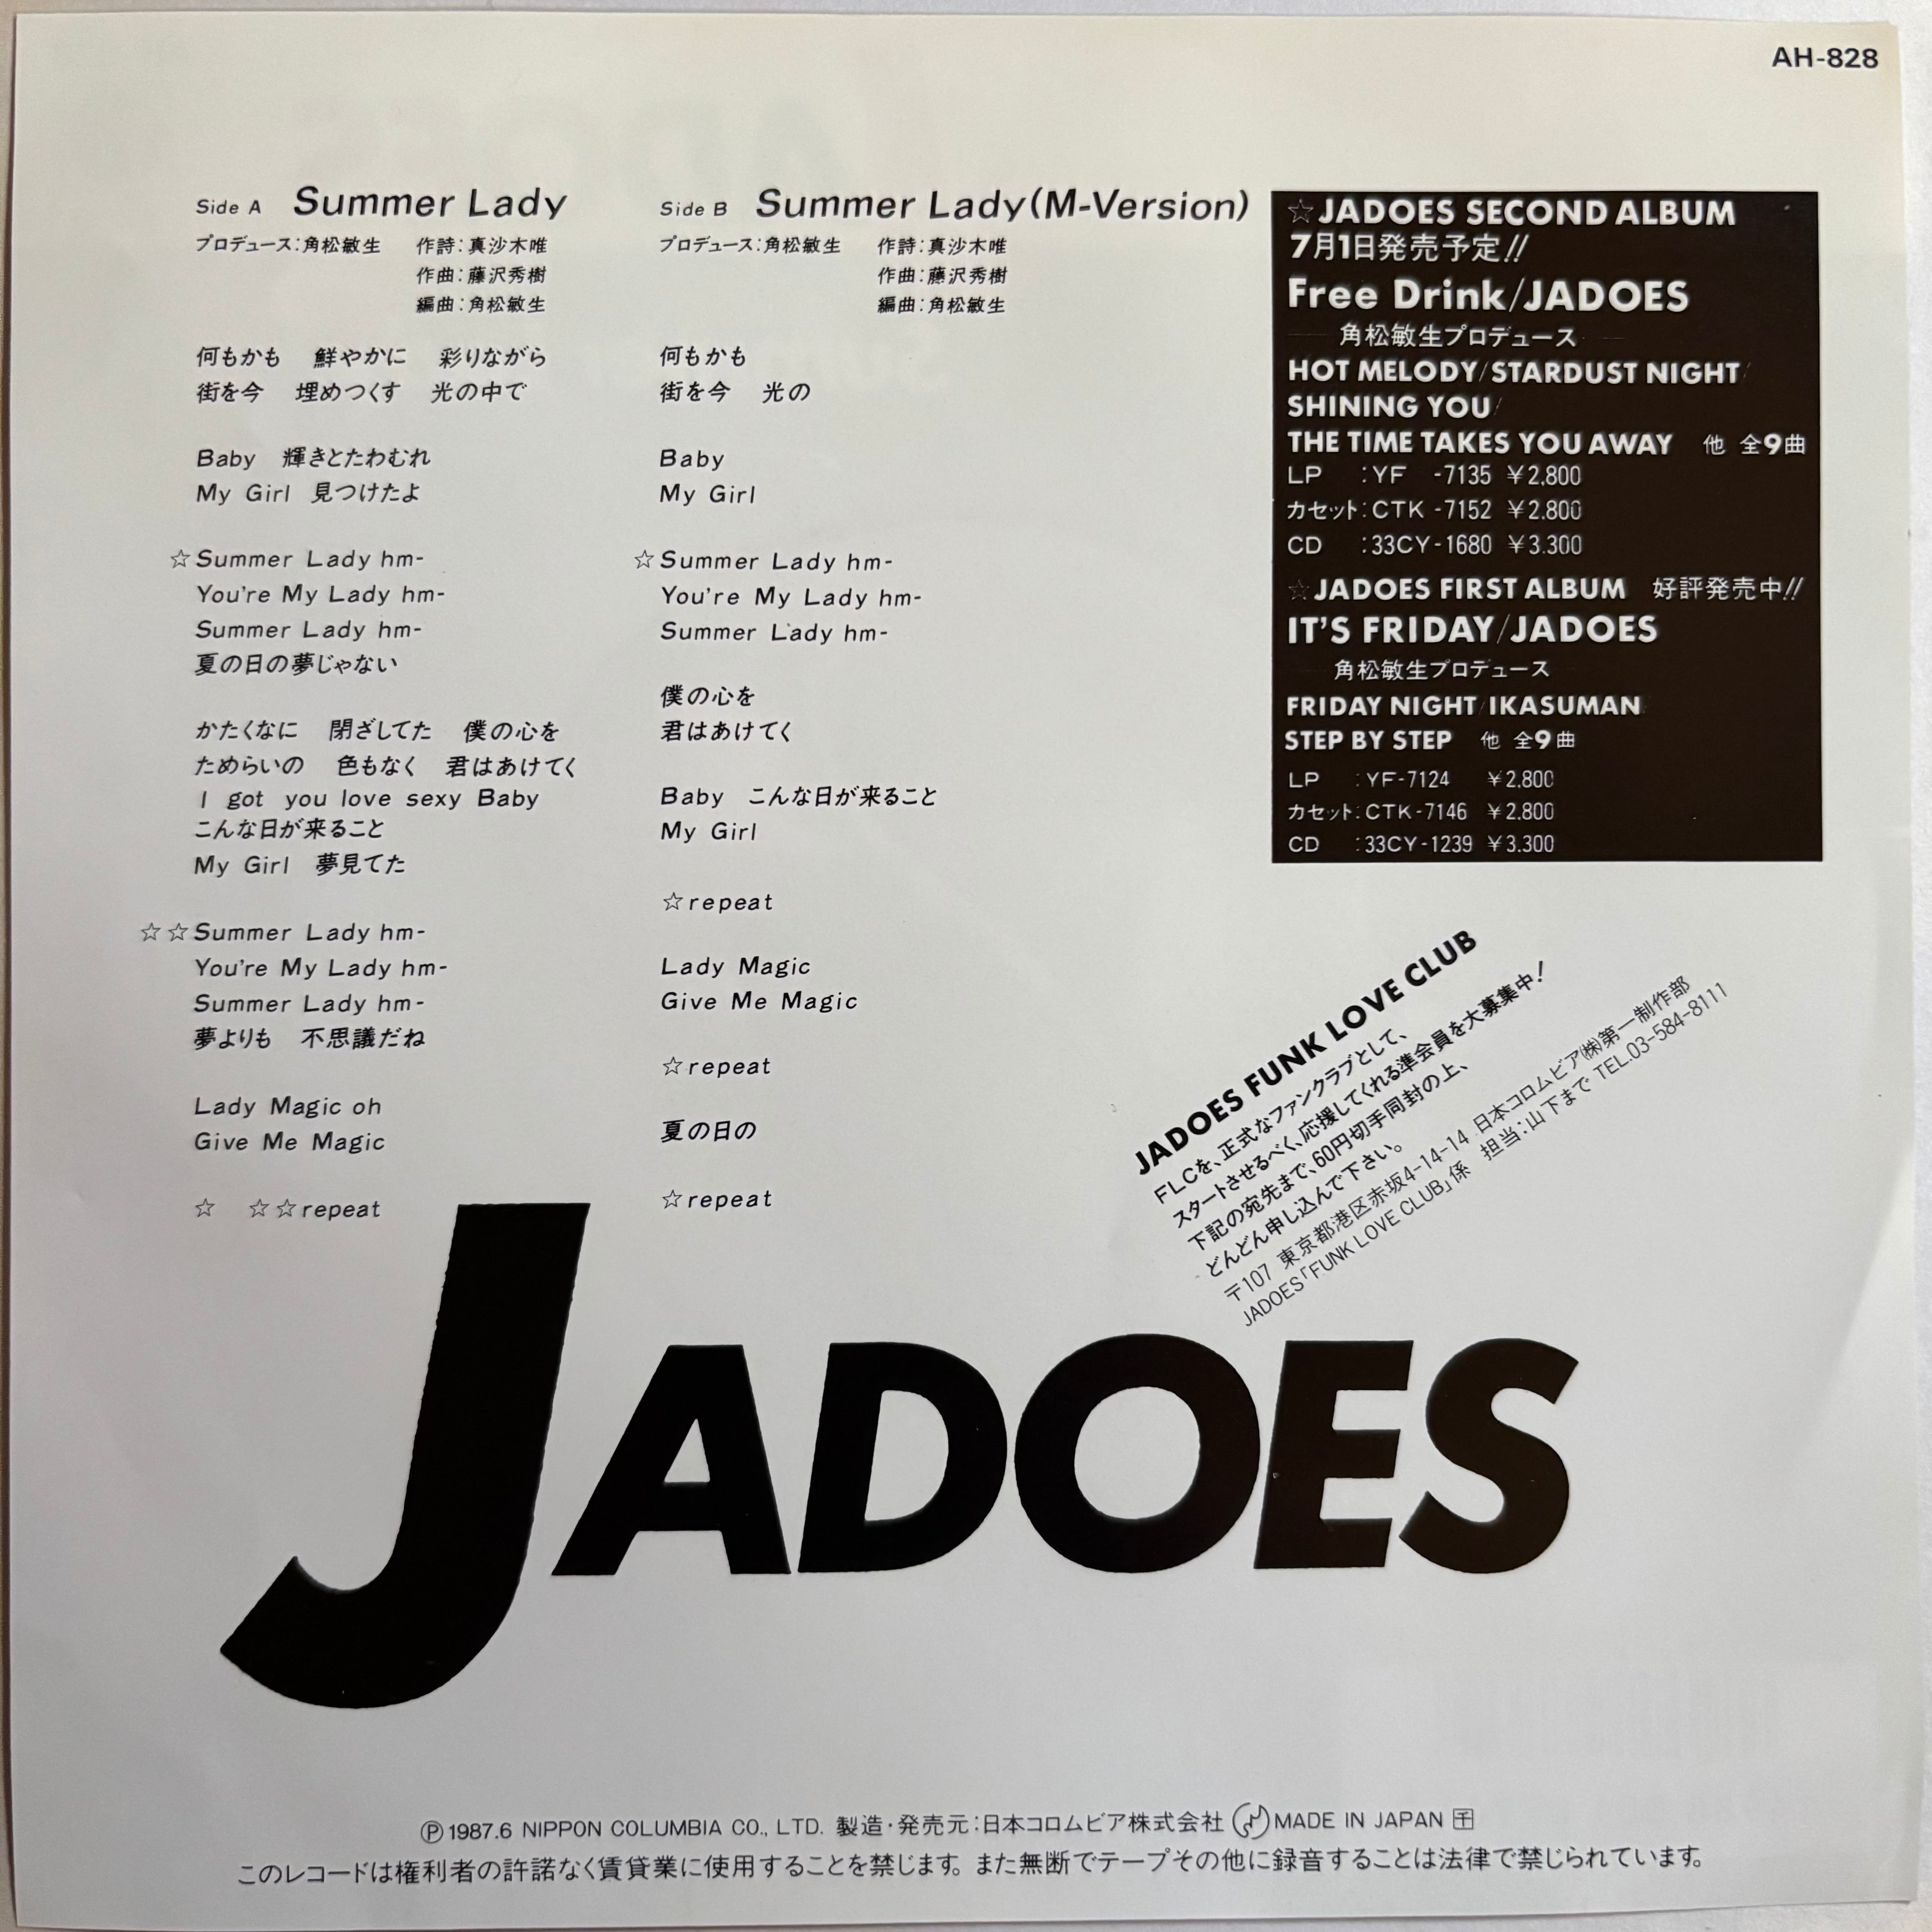 AH-828
Side A Summer Lady
プロデュース:角松敏生 作詩:真沙木唯
作曲:藤沢秀樹
編曲:角松敏生
何もかも 鮮やかに 彩りながら
街を今 埋めつくす 光の中で
Baby 輝きとたわむれ
My Girl 見つけたよ
☆Summer Lady hm-
You're My Lady hm-
Summer Lady hm-
夏の日の夢じゃない
かたくなに 閉ざしてた 僕の心を
ためらいの 色もなく 君はあけてく
I got you love sexy Baby
こんな日が来ること
My Girl 夢見てた
☆☆Summer Lady hm-
You're My Lady hm-
Summer Lady hm-
夢よりも 不思議だね
Lady Magic oh
Give Me Magic
☆ ☆☆repeat
Side B Summer Lady(M-Version)
プロデュース:角松敏生 作詩:真沙木唯
作曲:藤沢秀樹
編曲:角松敏生
何もかも
街を今 光の
Baby
My Girl
☆Summer Lady hm-
You're My Lady hm-
Summer Lady hm-
僕の心を
君はあけてく
Baby こんな日が来ること
My Girl
☆repeat
Lady Magic
Give Me Magic
☆repeat
夏の日の
☆repeat
☆JADOES SECOND ALBUM
7月1日発売予定!!
Free Drink/JADOES
角松敏生プロデュース
HOT MELODY/STARDUST NIGHT/
SHINING YOU/
THE TIME TAKES YOU AWAY 他 全9曲
LP :YF -7135 ¥2,800
カセット:CTK -7152 ¥2,800
CD :33CY-1680 ¥3,300
☆JADOES FIRST ALBUM 好評発売中!!
IT'S FRIDAY/JADOES
角松敏生プロデュース
FRIDAY NIGHT/IKASUMAN
STEP BY STEP 他 全9曲
LP :YF-7124 ¥2,800
カセット:CTK-7146 ¥2,800
CD :33CY-1239 ¥3,300
JADOES FUNK LOVE CLUB
FLCを、正式なファンクラブとして、
スタートさせるべく、応援してくれる準会員を大募集中!
下記の宛先まで、60円切手同封の上、
どんどん申し込んで下さい。
〒107 東京都港区赤坂4-14-14 日本コロムビア㈱第一制作部
JADOES「FUNK LOVE CLUB」係 担当:山下まで TEL.03-584-8111
JADOES
Ⓟ1987.6 NIPPON COLUMBIA CO., LTD. 製造・発売元:日本コロムビア株式会社 MADE IN JAPAN 干
このレコードは権利者の許諾なく賃貸業に使用することを禁じます。また無断でテープその他に録音することは法律で禁じられています。